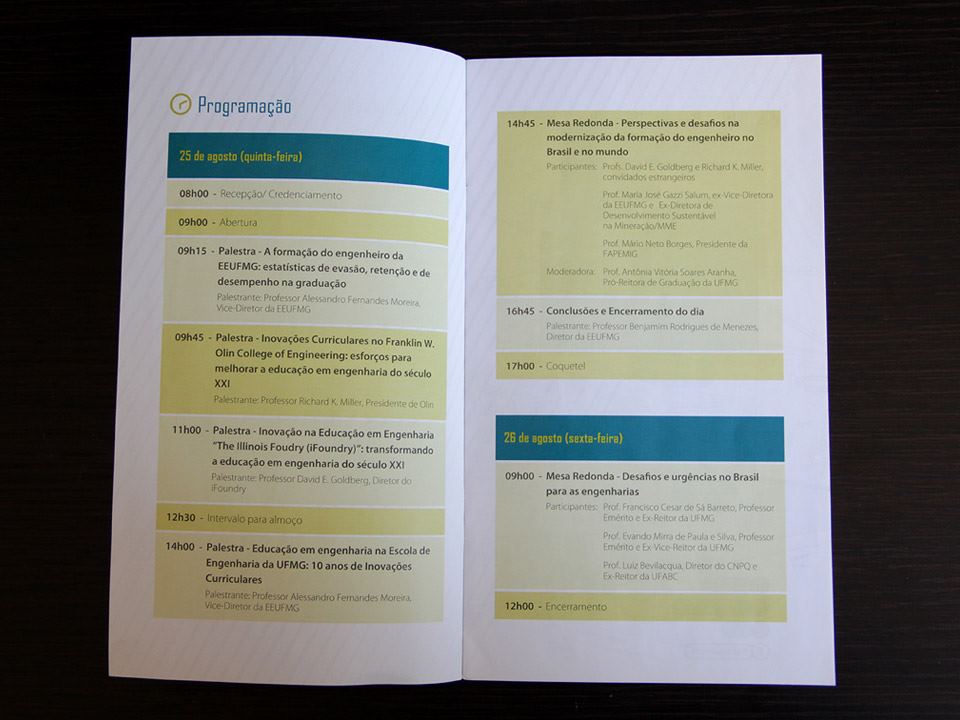 Programação
25 de agosto (quinta-feira)
08h00 - Recepção/ Credenciamento
09h00 - Abertura
09h15 - Palestra - A formação do engenheiro da
EEUFMG: estatísticas de evasão, retenção e de
desempenho na graduação
Palestrante: Professor Alessandro Fernandes Moreira,
Vice-Diretor da EEUFMG
09h45 - Palestra - Inovações Curriculares no Franklin W.
Olin College of Engineering: esforços para
melhorar a educação em engenharia do século
XXI
Palestrante: Professor Richard K. Miller, Presidente de Olin
11h00 - Palestra - Inovação na Educação em Engenharia
"The Illinois Foudry (iFoundry)": transformando
a educação em engenharia do século XXI
Palestrante: Professor David E. Goldberg, Diretor do
iFoundry
12h30 - Intervalo para almoço
14h00 - Palestra - Educação em engenharia na Escola de
Engenharia da UFMG: 10 anos de Inovações
Curriculares
Palestrante: Professor Alessandro Fernandes Moreira,
Vice-Diretor da EEUFMG
14h45 - Mesa Redonda - Perspectivas e desafios na
modernização da formação do engenheiro no
Brasil e no mundo
Participantes: Profs. David E. Goldberg e Richard K. Miller,
convidados estrangeiros
Prof. Maria José Gazzi Salum, ex-Vice-Diretora
da EEUFMG e Ex-Diretora de
Desenvolvimento Sustentável
na Mineração/MME
Prof. Mário Neto Borges, Presidente da
FAPEMIG
Moderadora: Prof. Antônia Vitória Soares Aranha,
Pró-Reitora de Graduação da UFMG
16h45 - Conclusões e Encerramento do dia
Palestrante: Professor Benjamim Rodrigues de Menezes,
Diretor da EEUFMG
17h00 - Coquetel
26 de agosto (sexta-feira)
09h00 - Mesa Redonda - Desafios e urgências no Brasil
para as engenharias
Participantes: Prof. Francisco Cesar de Sá Barreto, Professor
Emérito e Ex-Reitor da UFMG
Prof. Evando Mirra de Paula e Silva, Professor
Emérito e Ex-Vice-Reitor da UFMG
Prof. Luiz Bevilacqua, Diretor do CNPQ e
Ex-Reitor da UFABC
12h00 - Encerramento